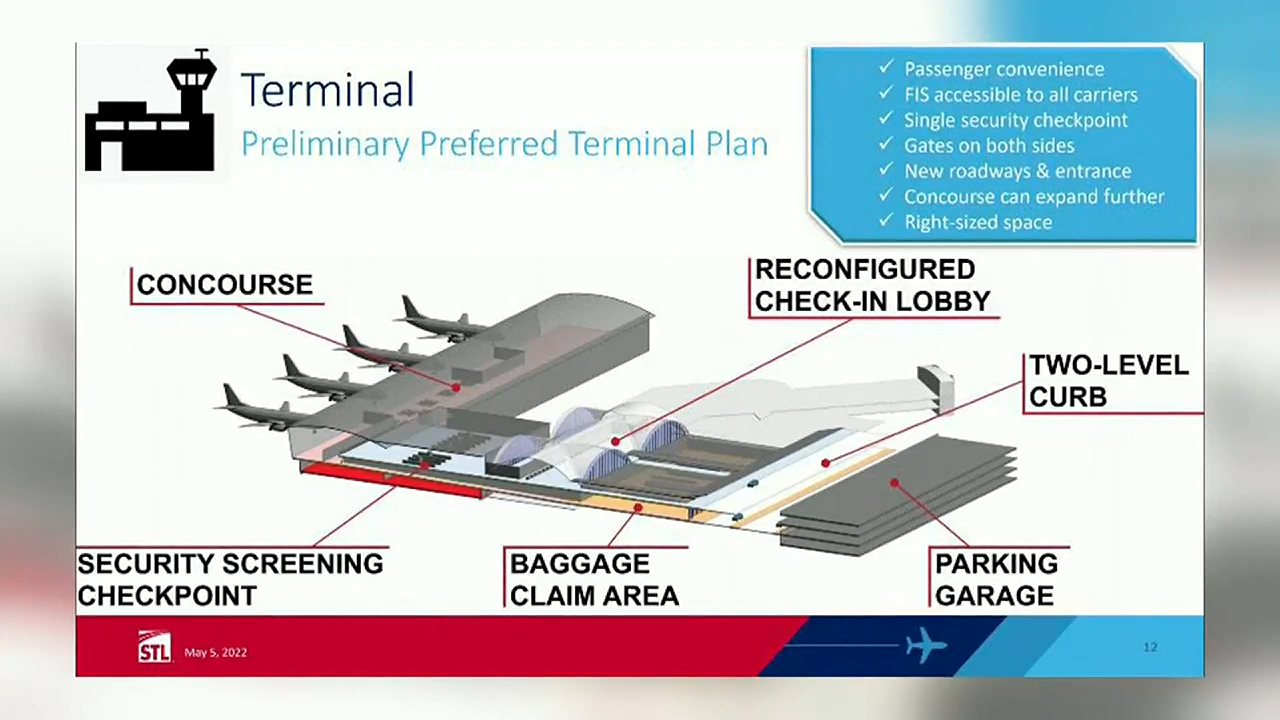 Terminal
Preliminary Preferred Terminal Plan
✓ Passenger convenience
✓ FIS accessible to all carriers
✓ Single security checkpoint
✓ Gates on both sides
✓ New roadways & entrance
✓ Concourse can expand further
✓ Right-sized space
CONCOURSE
RECONFIGURED
CHECK-IN LOBBY
TWO-LEVEL
CURB
SECURITY SCREENING
CHECKPOINT
BAGGAGE
CLAIM AREA
PARKING
GARAGE
STL
May 5, 2022
12